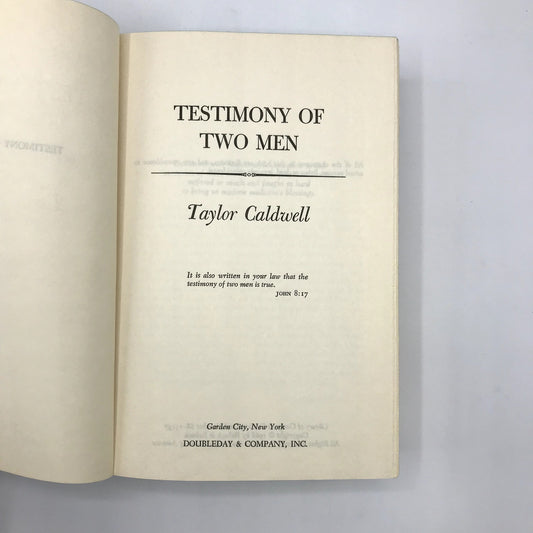 TESTIMONY
TESTIMONY OF
TWO MEN
Taylor Caldwell
It is also written in your law that the
testimony of two men is true.
JOHN 8:17
Garden City, New York
DOUBLEDAY & COMPANY, INC.